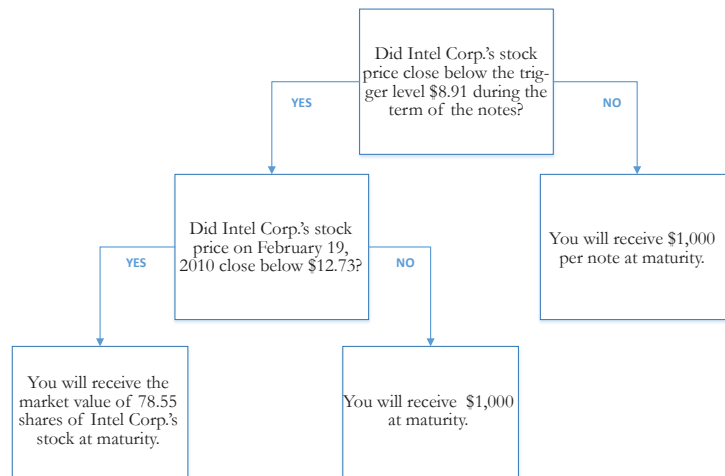 Did Intel Corp.'s stock
price close below the trig-
ger level $8.91 during the
term of the notes?
YES
NO
Did Intel Corp.'s stock
price on February 19,
2010 close below $12.73?
You will receive $1,000
per note at maturity.
YES
NO
You will receive the
market value of 78.55
shares of Intel Corp.'s
stock at maturity.
You will receive $1,000
at maturity.